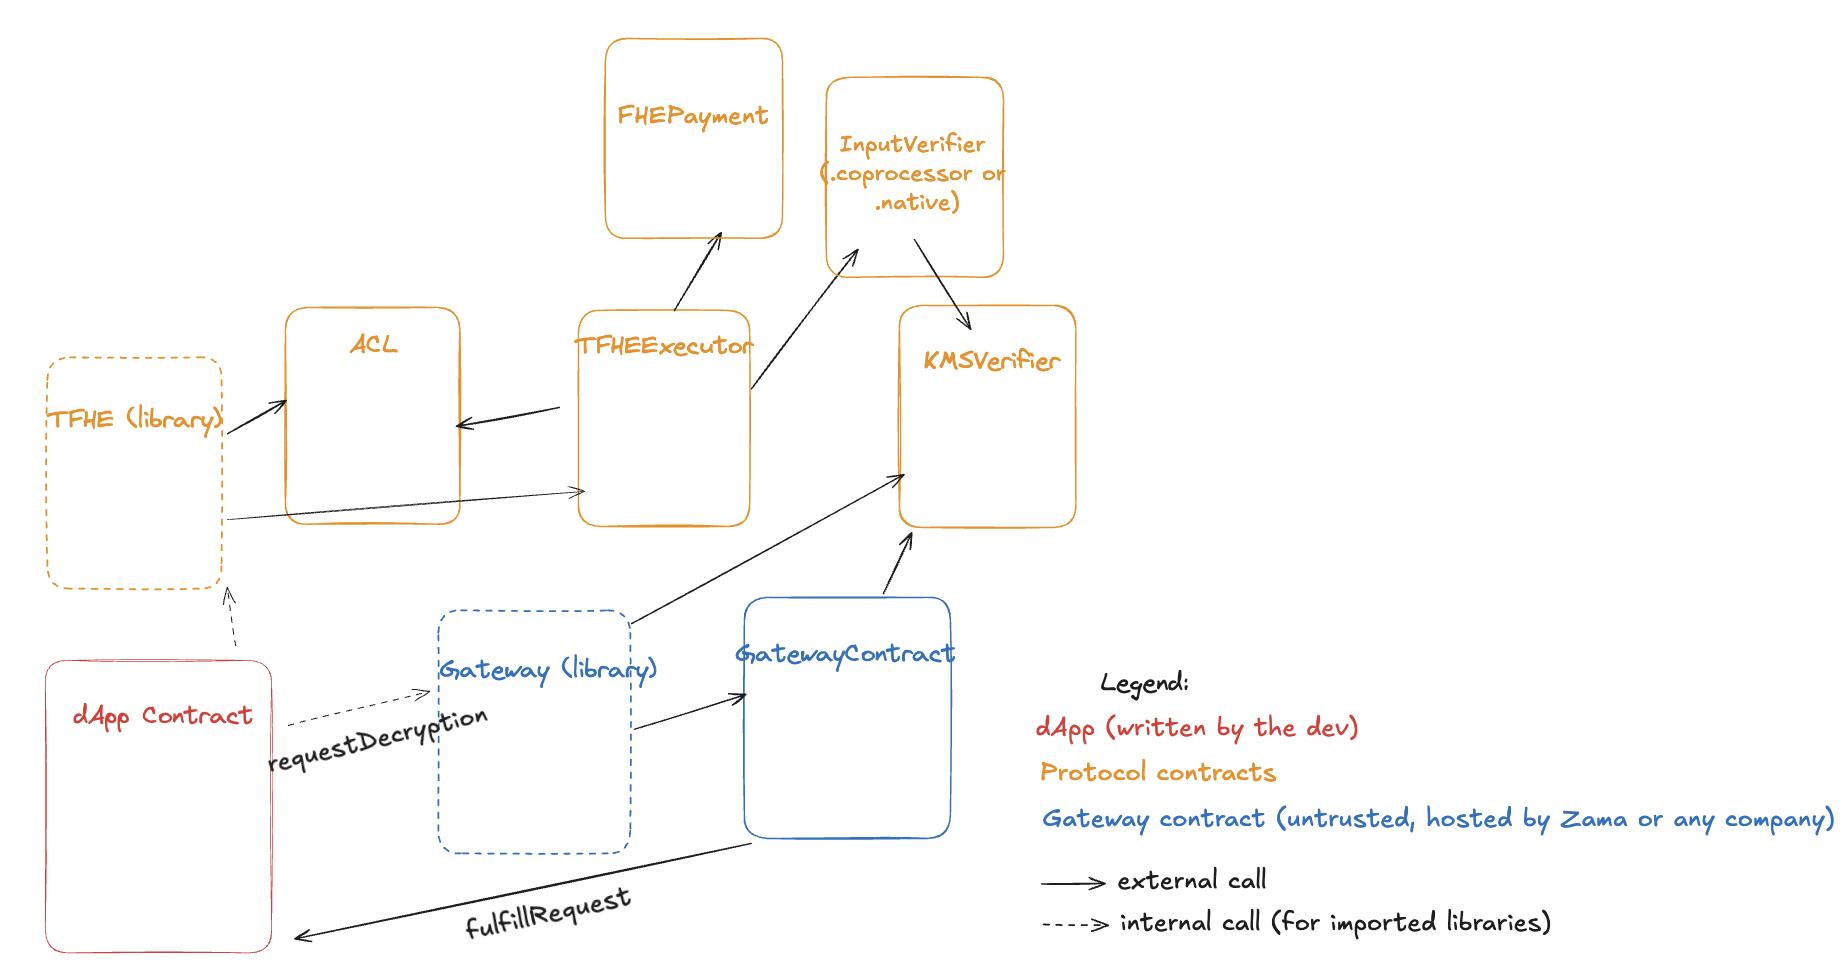 FHEPayment
InputVerifier
(.coprocessor or
.native)
ACL
TFHEExecutor
KMSVerifier
TFHE (library)
Gateway (library)
GatewayContract
dApp Contract
requestDecryption
fulfillRequest
Legend:
dApp (written by the dev)
Protocol contracts
Gateway contract (untrusted, hosted by Zama or any company)
external call
internal call (for imported libraries)